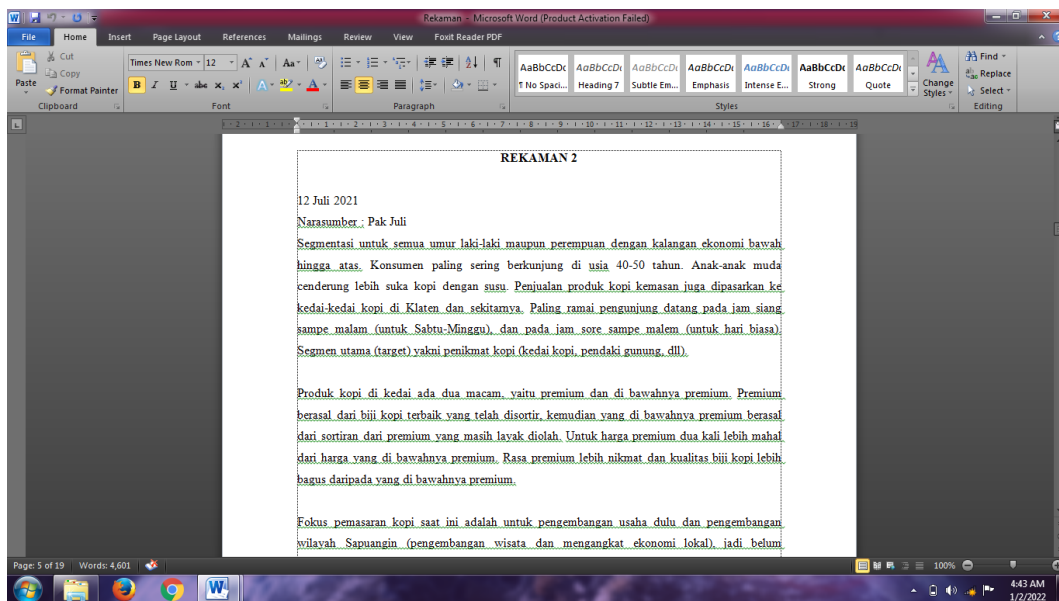 Rekaman - Microsoft Word (Product Activation Failed)
File Home Insert Page Layout References Mailings Review View Foxit Reader PDF
Paste
Cut
Copy
Format Painter
Clipboard
Times New Rom 12
Font
Paragraph
AaBbCcDc AaBbCcDc AaBbCcDc AaBbCcDc AaBbCcDc AaBbCcDc AaBbCcDc
¶ No Spaci... Heading 7 Subtle Em... Emphasis Intense E... Strong Quote
Change Styles
Styles
Find
Replace
Select
Editing
REKAMAN 2
12 Juli 2021
Narasumber : Pak Juli
Segmentasi untuk semua umur laki-laki maupun perempuan dengan kalangan ekonomi bawah
hingga atas. Konsumen paling sering berkunjung di usia 40-50 tahun. Anak-anak muda
cenderung lebih suka kopi dengan susu. Penjualan produk kopi kemasan juga dipasarkan ke
kedai-kedai kopi di Klaten dan sekitarnya. Paling ramai pengunjung datang pada jam siang
sampe malam (untuk Sabtu-Minggu), dan pada jam sore sampe malem (untuk hari biasa).
Segmen utama (target) yakni penikmat kopi (kedai kopi, pendaki gunung, dll).
Produk kopi di kedai ada dua macam, yaitu premium dan di bawahnya premium. Premium
berasal dari biji kopi terbaik yang telah disortir, kemudian yang di bawahnya premium berasal
dari sortiran dari premium yang masih layak diolah. Untuk harga premium dua kali lebih mahal
dari harga yang di bawahnya premium. Rasa premium lebih nikmat dan kualitas biji kopi lebih
bagus daripada yang di bawahnya premium.
Fokus pemasaran kopi saat ini adalah untuk pengembangan usaha dulu dan pengembangan
wilayah Sapuangin (pengembangan wisata dan mengangkat ekonomi lokal), jadi belum
Page: 5 of 19 Words: 4,601
100%
4:43 AM
1/2/2022